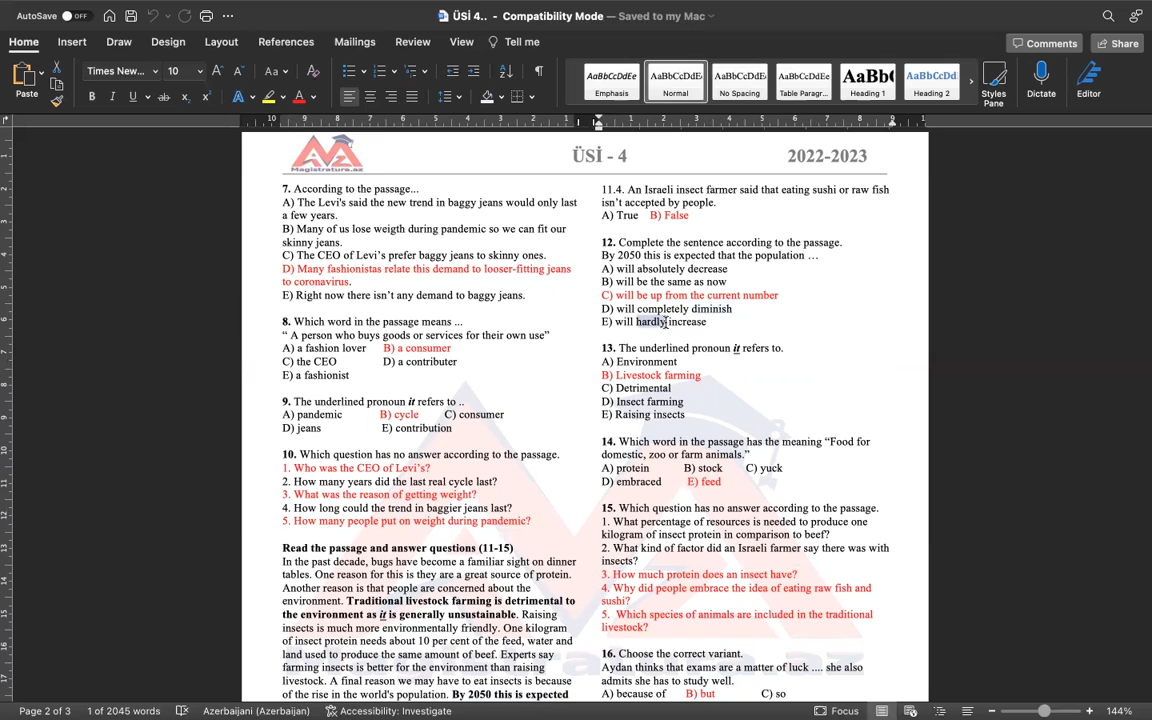 AutoSave OFF ÜSİ 4.. - Compatibility Mode — Saved to my Mac
Home Insert Draw Design Layout References Mailings Review View Tell me Comments Share
Paste Times New... 10 Aa
B I U ab x₂ x² A A
AaBbCcDdEe Emphasis AaBbCcDdEe Normal AaBbCcDdEe No Spacing AaBbCcDdEe Table Paragr... AaBbC Heading 1 AaBbCcDdE Heading 2 Styles Pane Dictate Editor
Magistratura.az ÜSİ - 4 2022-2023
7. According to the passage...
A) The Levi's said the new trend in baggy jeans would only last
a few years.
B) Many of us lose weigth during pandemic so we can fit our
skinny jeans.
C) The CEO of Levi's prefer baggy jeans to skinny ones.
D) Many fashionistas relate this demand to looser-fitting jeans
to coronavirus.
E) Right now there isn't any demand to baggy jeans.
8. Which word in the passage means ...
“ A person who buys goods or services for their own use”
A) a fashion lover B) a consumer
C) the CEO D) a contributer
E) a fashionist
9. The underlined pronoun it refers to ..
A) pandemic B) cycle C) consumer
D) jeans E) contribution
10. Which question has no answer according to the passage.
1. Who was the CEO of Levi's?
2. How many years did the last real cycle last?
3. What was the reason of getting weight?
4. How long could the trend in baggier jeans last?
5. How many people put on weight during pandemic?
Read the passage and answer questions (11-15)
In the past decade, bugs have become a familiar sight on dinner
tables. One reason for this is they are a great source of protein.
Another reason is that people are concerned about the
environment. Traditional livestock farming is detrimental to
the environment as it is generally unsustainable. Raising
insects is much more environmentally friendly. One kilogram
of insect protein needs about 10 per cent of the feed, water and
land used to produce the same amount of beef. Experts say
farming insects is better for the environment than raising
livestock. A final reason we may have to eat insects is because
of the rise in the world's population. By 2050 this is expected
11.4. An Israeli insect farmer said that eating sushi or raw fish
isn't accepted by people.
A) True B) False
12. Complete the sentence according to the passage.
By 2050 this is expected that the population …
A) will absolutely decrease
B) will be the same as now
C) will be up from the current number
D) will completely diminish
E) will hardly increase
13. The underlined pronoun it refers to.
A) Environment
B) Livestock farming
C) Detrimental
D) Insect farming
E) Raising insects
14. Which word in the passage has the meaning “Food for
domestic, zoo or farm animals.”
A) protein B) stock C) yuck
D) embraced E) feed
15. Which question has no answer according to the passage.
1. What percentage of resources is needed to produce one
kilogram of insect protein in comparison to beef?
2. What kind of factor did an Israeli farmer say there was with
insects?
3. How much protein does an insect have?
4. Why did people embrace the idea of eating raw fish and
sushi?
5. Which species of animals are included in the traditional
livestock?
16. Choose the correct variant.
Aydan thinks that exams are a matter of luck .... she also
admits she has to study well.
A) because of B) but C) so
Page 2 of 3 1 of 2045 words Azerbaijani (Azerbaijan) Accessibility: Investigate Focus 144%